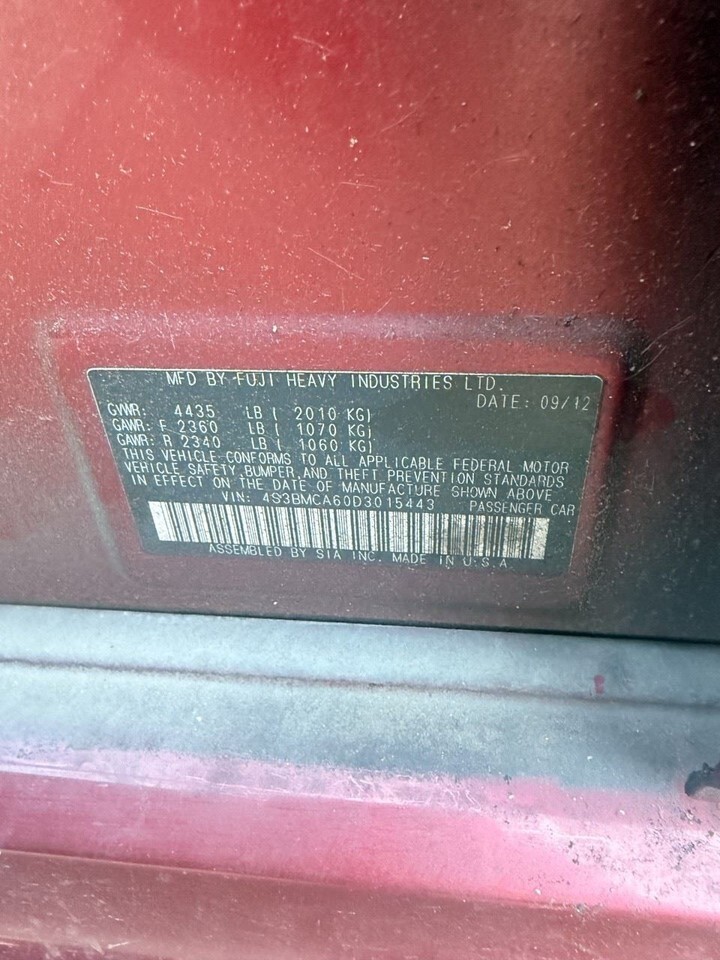 MFD BY FUJI HEAVY INDUSTRIES LTD.
DATE: 09/12
GVWR: 4435 LB ( 2010 KG)
GAWR: F 2360 LB ( 1070 KG)
GAWR: R 2340 LB ( 1060 KG)
THIS VEHICLE CONFORMS TO ALL APPLICABLE FEDERAL MOTOR
VEHICLE SAFETY, BUMPER, AND THEFT PREVENTION STANDARDS
IN EFFECT ON THE DATE OF MANUFACTURE SHOWN ABOVE
VIN: 4S3BMCA60D3015443 PASSENGER CAR
ASSEMBLED BY SIA INC. MADE IN U.S.A